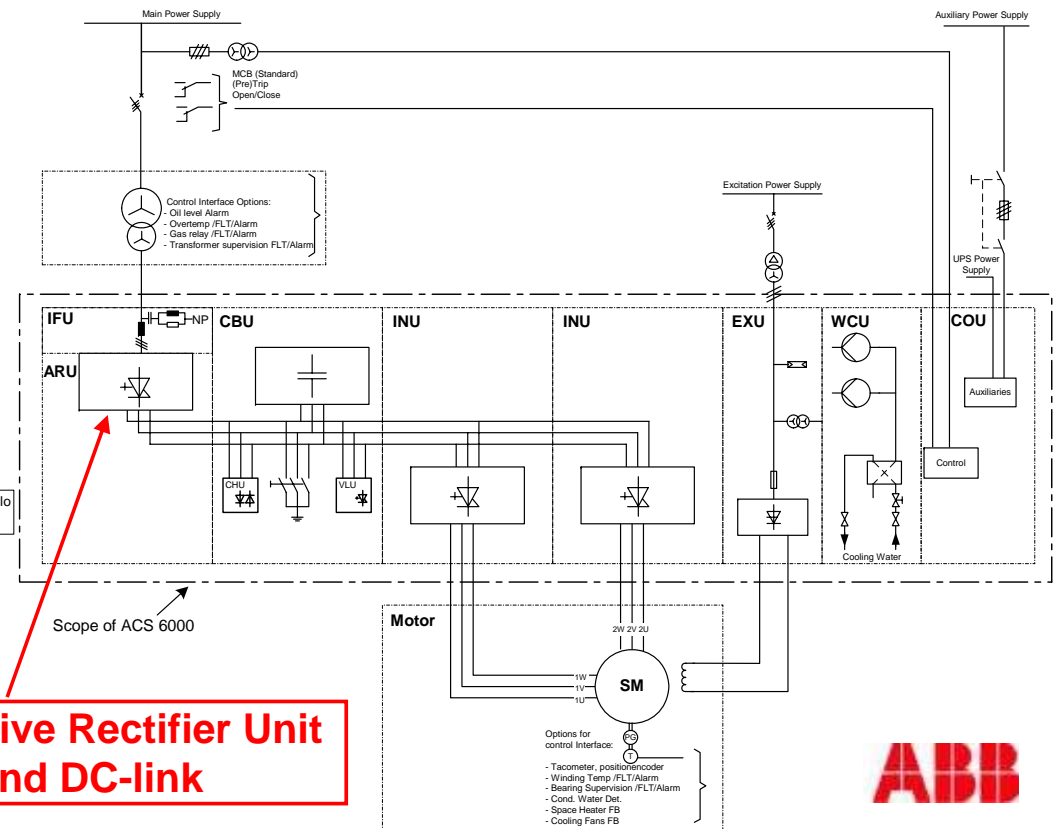 Main Power Supply
Auxiliary Power Supply
MCB (Standard)
(Pre)Trip
Open/Close
Control Interface Options:
- Oil level Alarm
- Overtemp /FLT/Alarm
- Gas relay /FLT/Alarm
- Transformer supervision FLT/Alarm
Excitation Power Supply
UPS Power
Supply
IFU
NP
CBU
INU
INU
EXU
WCU
COU
ARU
Auxiliaries
Control
CHU
VLU
lo
Cooling Water
Scope of ACS 6000
Motor
2W 2V 2U
1W
1V
1U
SM
PG
T
Options for
control Interface:
- Tacometer, positionencoder
- Winding Temp /FLT/Alarm
- Bearing Supervision /FLT/Alarm
- Cond. Water Det.
- Space Heater FB
- Cooling Fans FB
ive Rectifier Unit
nd DC-link
ABB